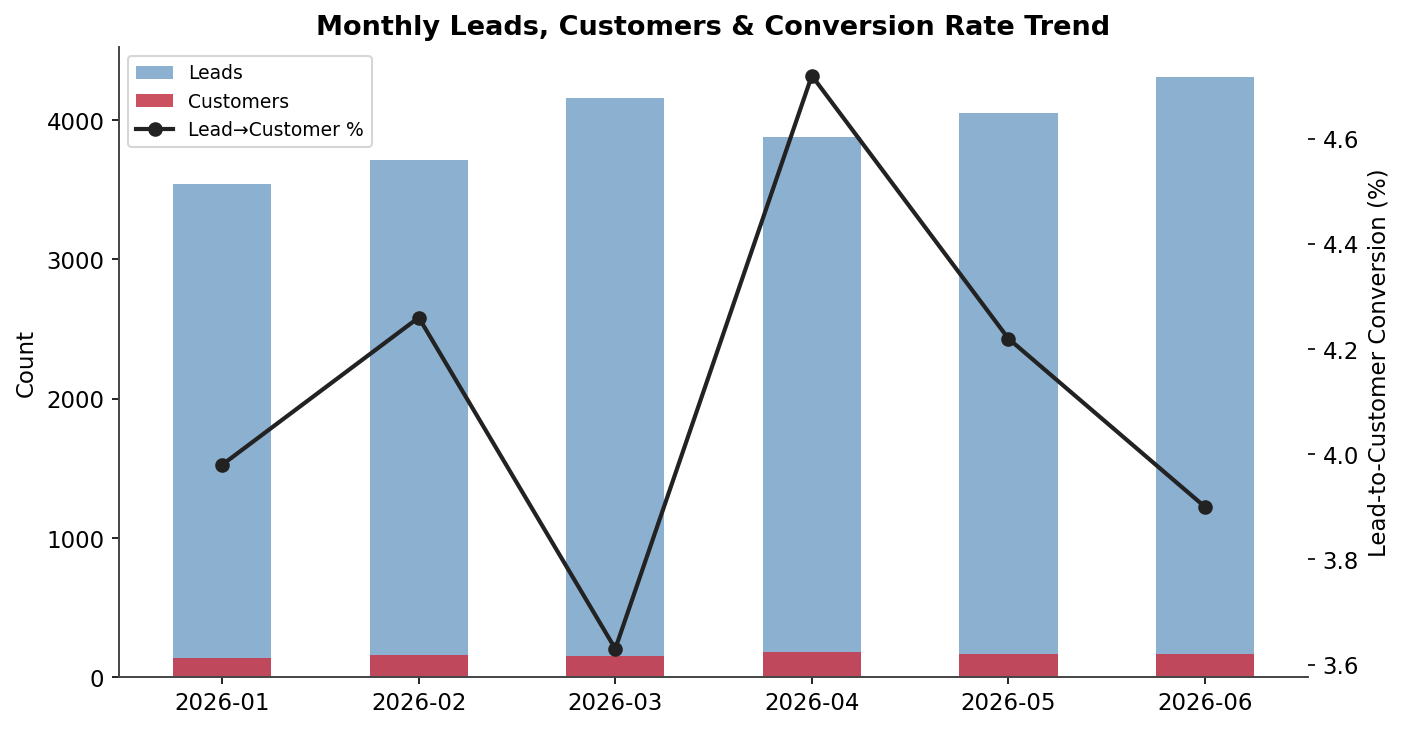 Monthly Leads, Customers & Conversion Rate Trend
Leads
Customers
Lead→Customer %
Count
4000
3000
2000
1000
0
2026-01
2026-02
2026-03
2026-04
2026-05
2026-06
4.6
4.4
4.2
4.0
3.8
3.6
Lead-to-Customer Conversion (%)